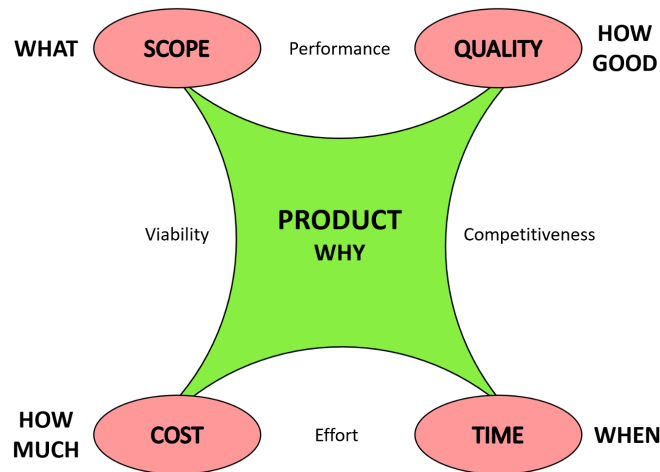 WHAT
SCOPE
Performance
QUALITY
HOW
GOOD
PRODUCT
WHY
Viability
Competitiveness
HOW
MUCH
COST
Effort
TIME
WHEN